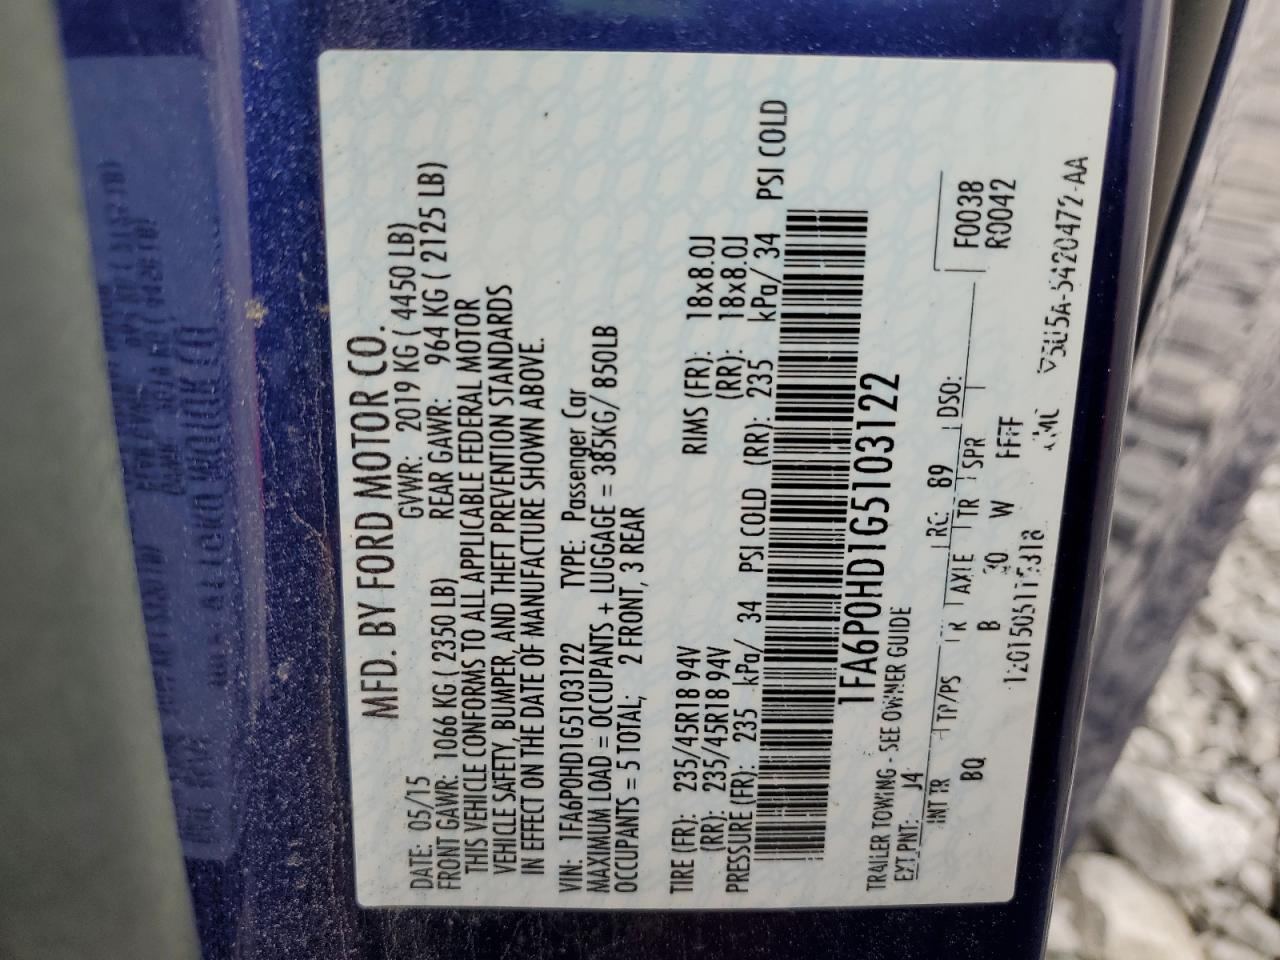 MFD. BY FORD MOTOR CO.
DATE: 05/15 GVWR: 2019 KG ( 4450 LB)
FRONT GAWR: 1066 KG ( 2350 LB) REAR GAWR: 964 KG ( 2125 LB)
THIS VEHICLE CONFORMS TO ALL APPLICABLE FEDERAL MOTOR
VEHICLE SAFETY, BUMPER, AND THEFT PREVENTION STANDARDS
IN EFFECT ON THE DATE OF MANUFACTURE SHOWN ABOVE.
VIN: 1FA6P0HD1G5103122 TYPE: Passenger Car
MAXIMUM LOAD = OCCUPANTS + LUGGAGE = 385KG/ 850LB
OCCUPANTS = 5 TOTAL; 2 FRONT, 3 REAR
TIRE (FR): 235/45R18 94V RIMS (FR): 18x8.0J
(RR): 235/45R18 94V (RR): 18x8.0J
PRESSURE (FR): 235 kPa/ 34 PSI COLD (RR): 235 kPa/ 34 PSI COLD
1FA6P0HD1G5103122
TRAILER TOWING - SEE OWNER GUIDE
EXT PNT: J4 RC: 89 DSO: F0038
R0042
INT TR TP/PS R AXLE TR SPR
BQ B W